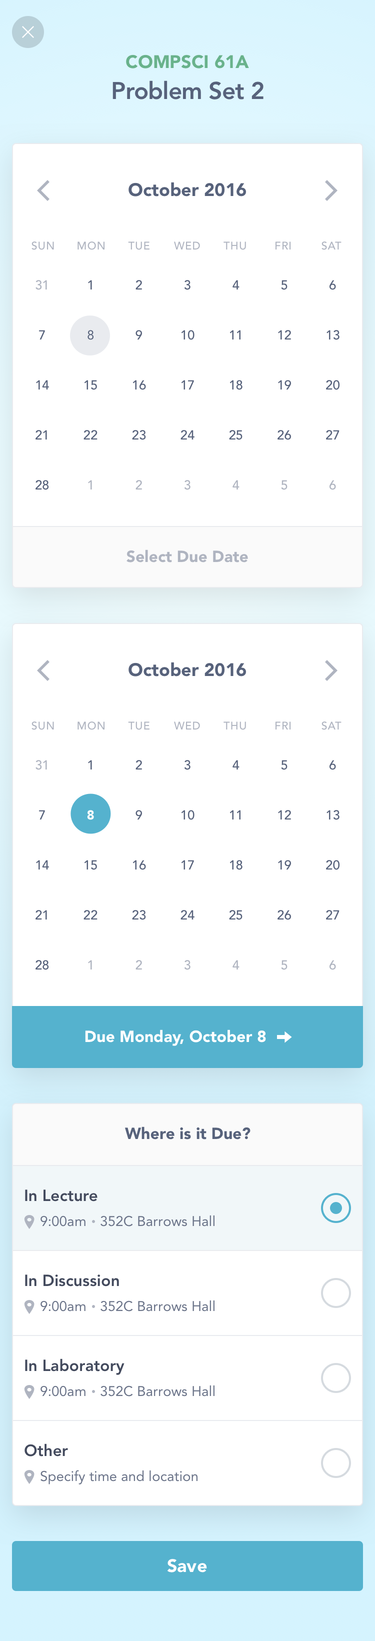 COMPSCI 61A
Problem Set 2
October 2016
SUN MON TUE WED THU FRI SAT
31 1 2 3 4 5 6
7 8 9 10 11 12 13
14 15 16 17 18 19 20
21 22 23 24 25 26 27
28 1 2 3 4 5 6
Select Due Date
October 2016
SUN MON TUE WED THU FRI SAT
31 1 2 3 4 5 6
7 8 9 10 11 12 13
14 15 16 17 18 19 20
21 22 23 24 25 26 27
28 1 2 3 4 5 6
Due Monday, October 8 →
Where is it Due?
In Lecture
9:00am • 352C Barrows Hall
In Discussion
9:00am • 352C Barrows Hall
In Laboratory
9:00am • 352C Barrows Hall
Other
Specify time and location
Save